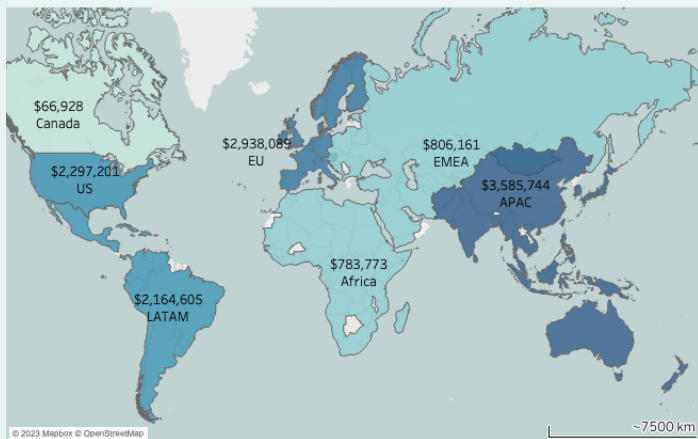 $66,928
Canada
$2,938,089
EU
$806,161
EMEA
$2,297,201
US
$3,585,744
APAC
$783,773
Africa
$2,164,605
LATAM
© 2023 Mapbox © OpenStreetMap
~7500 km